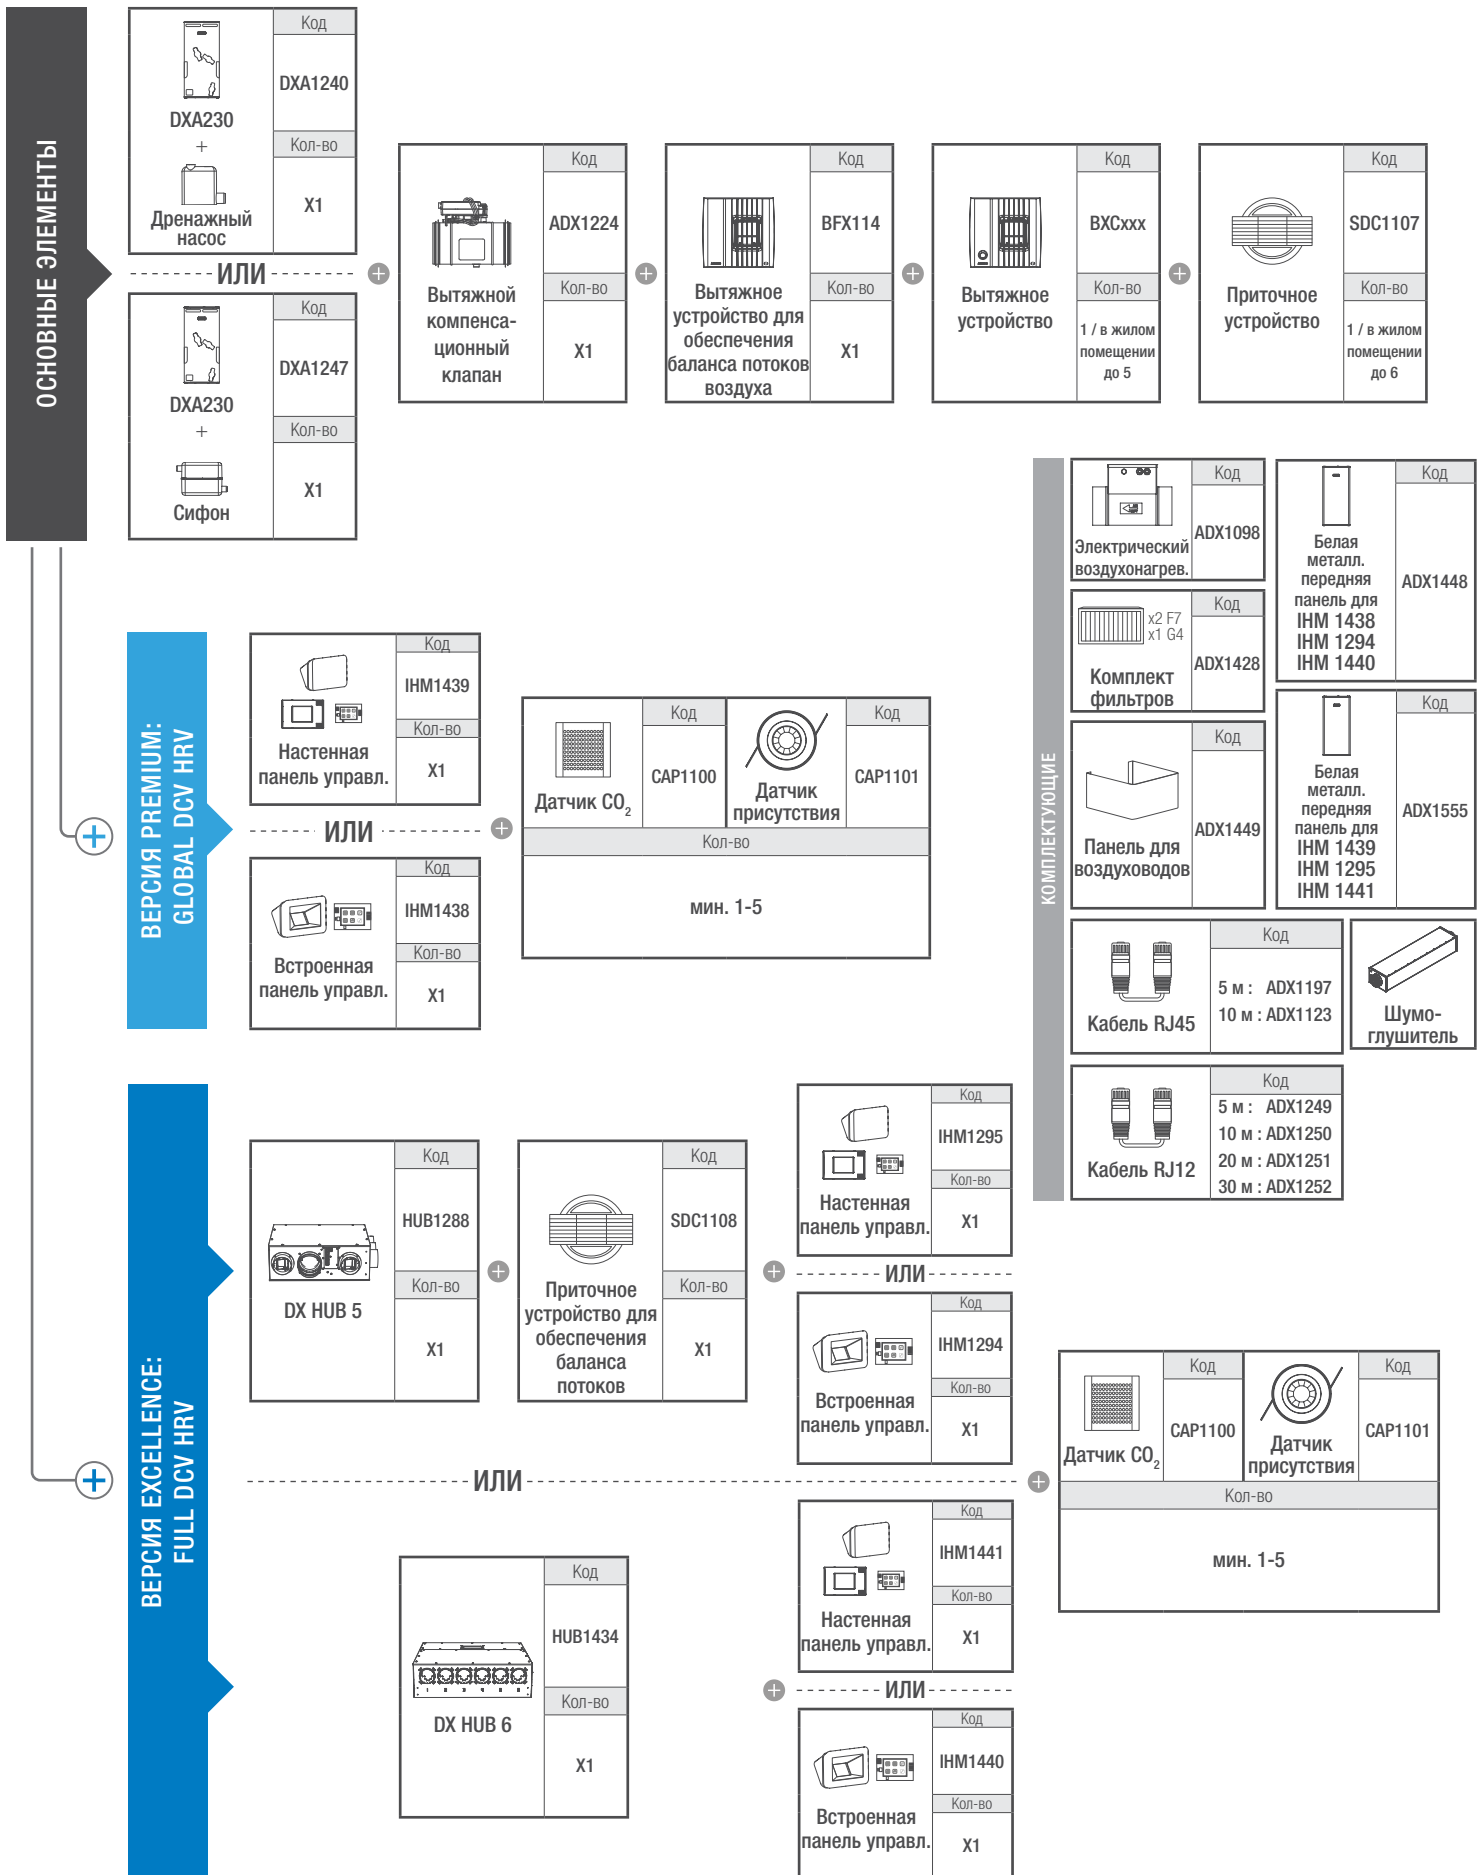 ОСНОВНЫЕ ЭЛЕМЕНТЫ
Код
DXA1240
DXA230
+
Дренажный
насос
Кол-во
X1
ИЛИ
Код
DXA1247
DXA230
+
Сифон
Кол-во
X1
Код
ADX1224
Вытяжной
компенса-
ционный
клапан
Кол-во
X1
Код
BFX114
Вытяжное
устройство для
обеспечения
баланса потоков
воздуха
Кол-во
X1
Код
BXCxxx
Вытяжное
устройство
Кол-во
1 / в жилом
помещении
до 5
Код
SDC1107
Приточное
устройство
Кол-во
1 / в жилом
помещении
до 6
КОМПЛЕКТУЮЩИЕ
Код
ADX1098
Электрический
воздухонагрев.
Код
ADX1448
Белая
металл.
передняя
панель для
IHM 1438
IHM 1294
IHM 1440
x2 F7
x1 G4
Код
ADX1428
Комплект
фильтров
Код
ADX1555
Белая
металл.
передняя
панель для
IHM 1439
IHM 1295
IHM 1441
Код
ADX1449
Панель для
воздуховодов
Код
Кабель RJ45
5 м : ADX1197
10 м : ADX1123
Шумо-
глушитель
Код
Кабель RJ12
5 м : ADX1249
10 м : ADX1250
20 м : ADX1251
30 м : ADX1252
ВЕРСИЯ PREMIUM:
GLOBAL DCV HRV
Код
IHM1439
Настенная
панель управл.
Кол-во
X1
ИЛИ
Код
IHM1438
Встроенная
панель управл.
Кол-во
X1
Код
CAP1100
Датчик CO2
Код
CAP1101
Датчик
присутствия
Кол-во
мин. 1-5
ВЕРСИЯ EXCELLENCE:
FULL DCV HRV
Код
HUB1288
DX HUB 5
Кол-во
X1
Код
SDC1108
Приточное
устройство для
обеспечения
баланса
потоков
Кол-во
X1
Код
IHM1295
Настенная
панель управл.
Кол-во
X1
ИЛИ
Код
IHM1294
Встроенная
панель управл.
Кол-во
X1
ИЛИ
Код
HUB1434
DX HUB 6
Кол-во
X1
Код
IHM1441
Настенная
панель управл.
Кол-во
X1
ИЛИ
Код
IHM1440
Встроенная
панель управл.
Кол-во
X1
Код
CAP1100
Датчик CO2
Код
CAP1101
Датчик
присутствия
Кол-во
мин. 1-5